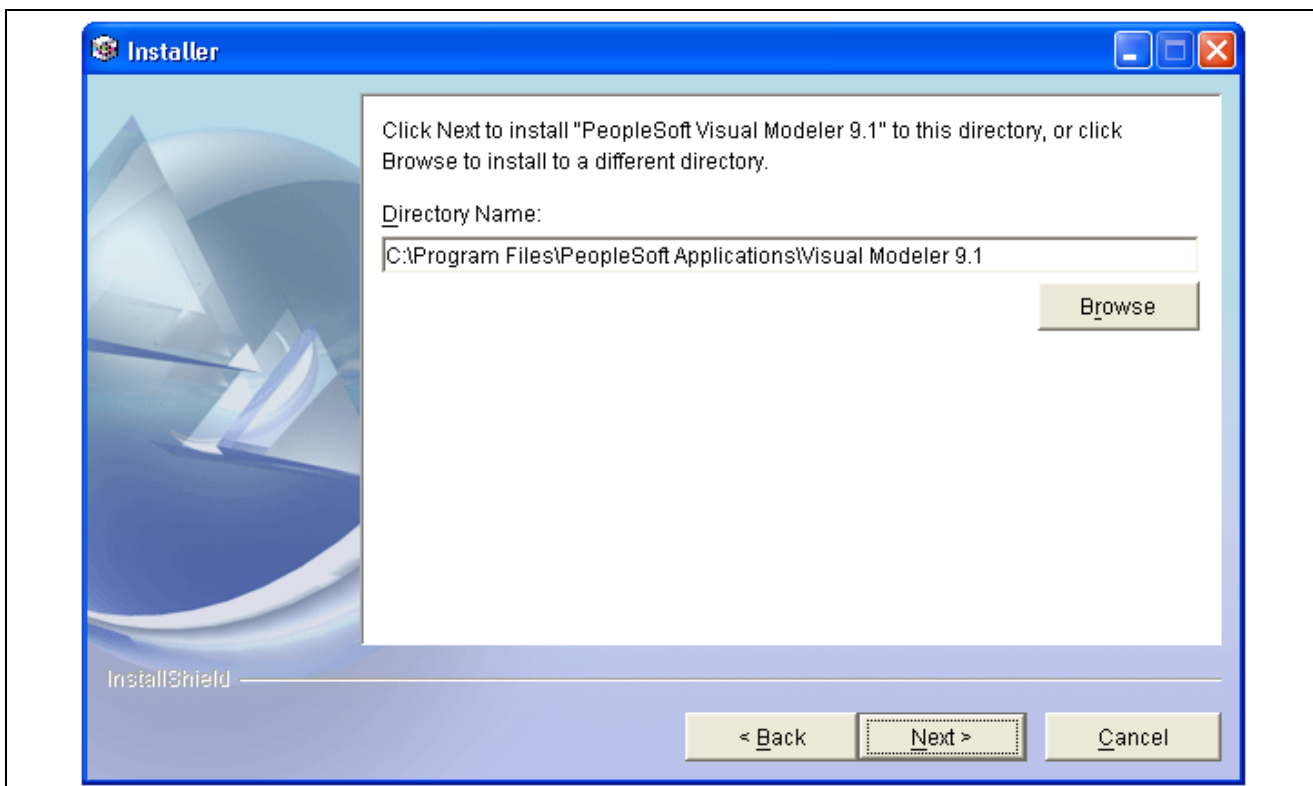 Installer
Click Next to install "PeopleSoft Visual Modeler 9.1" to this directory, or click
Browse to install to a different directory.
Directory Name:
C:\Program Files\PeopleSoft Applications\Visual Modeler 9.1
Browse
InstallShield
< Back
Next >
Cancel